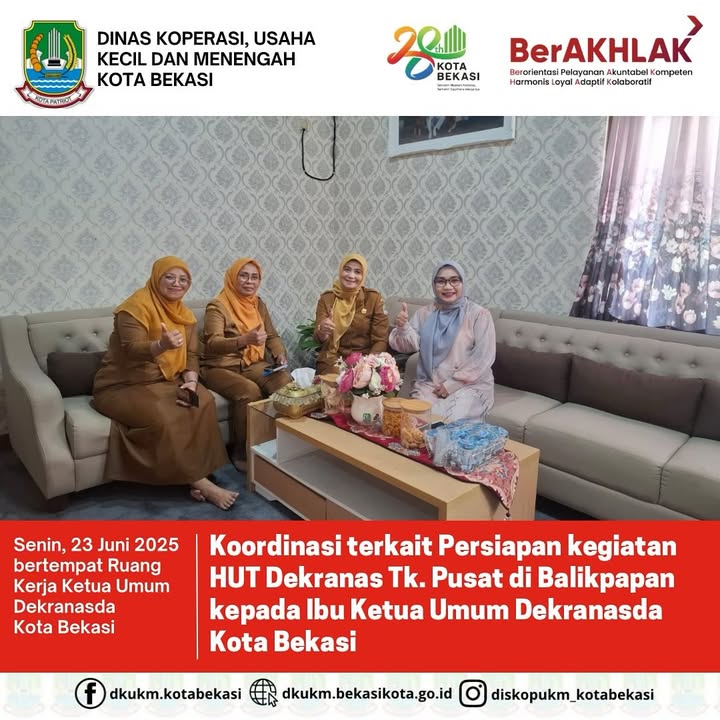 DINAS KOPERASI, USAHA
KECIL DAN MENENGAH
KOTA BEKASI
KOTA PATRIOT
28th
KOTA
BEKASI
BerAKHLAK
Berorientasi Pelayanan Akuntabel Kompeten
Harmonis Loyal Adaptif Kolaboratif
Senin, 23 Juni 2025
bertempat Ruang
Kerja Ketua Umum
Dekranasda
Kota Bekasi
Koordinasi terkait Persiapan kegiatan
HUT Dekranas Tk. Pusat di Balikpapan
kepada Ibu Ketua Umum Dekranasda
Kota Bekasi
dkukm.kotabekasi
dkukm.bekasikota.go.id
diskopukm_kotabekasi